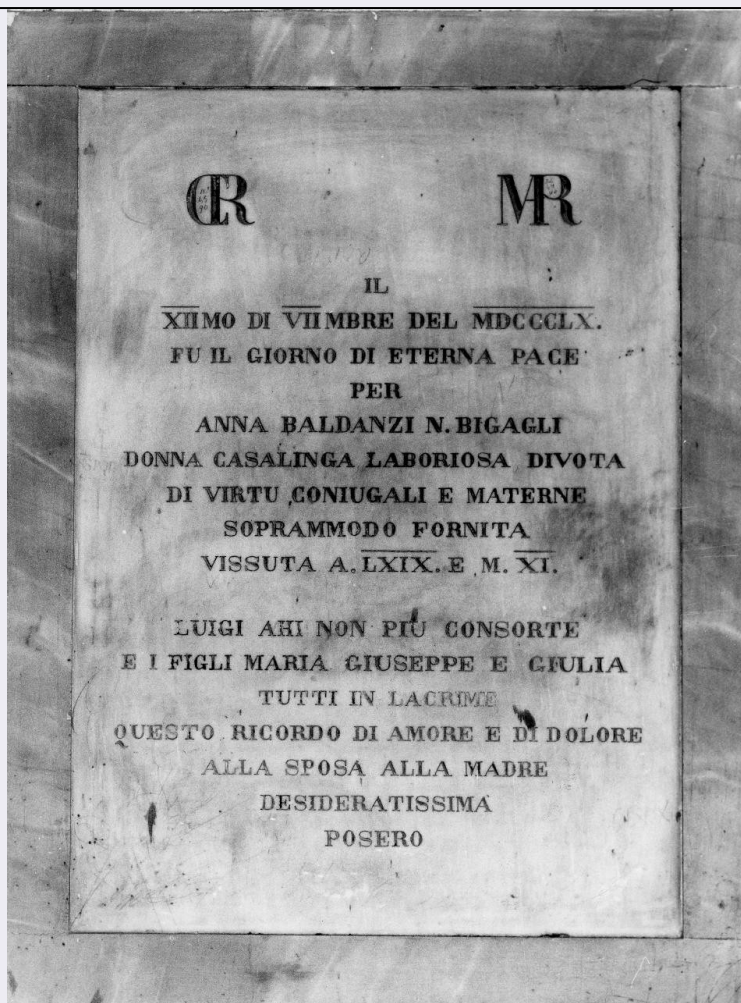 CR MR
IL
XIIMO DI VIIMBRE DEL MDCCCLX.
FU IL GIORNO DI ETERNA PACE
PER
ANNA BALDANZI N. BIGAGLI
DONNA CASALINGA LABORIOSA DIVOTA
DI VIRTU CONIUGALI E MATERNE
SOPRAMMODO FORNITA
VISSUTA A. LXIX. E M. XI.
LUIGI AHI NON PIÙ CONSORTE
E I FIGLI MARIA GIUSEPPE E GIULIA
TUTTI IN LACRIME
QUESTO RICORDO DI AMORE E DI DOLORE
ALLA SPOSA ALLA MADRE
DESIDERATISSIMA
POSERO